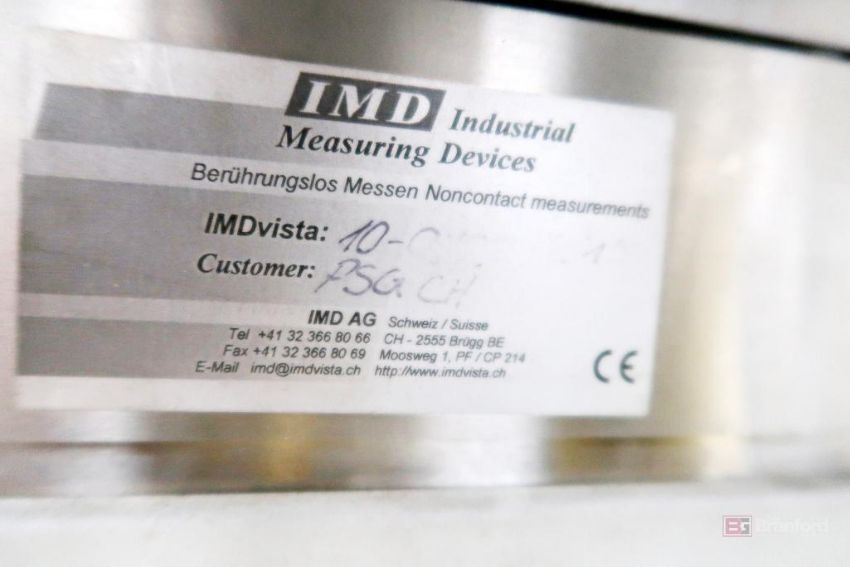 IMD Industrial
Measuring Devices
Berührungslos Messen Noncontact measurements
IMDvista: 10-
Customer: PSG. CH
IMD AG Schweiz / Suisse
Tel +41 32 366 80 66 CH - 2555 Brügg BE
Fax +41 32 366 80 69 Moosweg 1, PF / CP 214
E-Mail imd@imdvista.ch http://www.imdvista.ch
CE
BG Branford